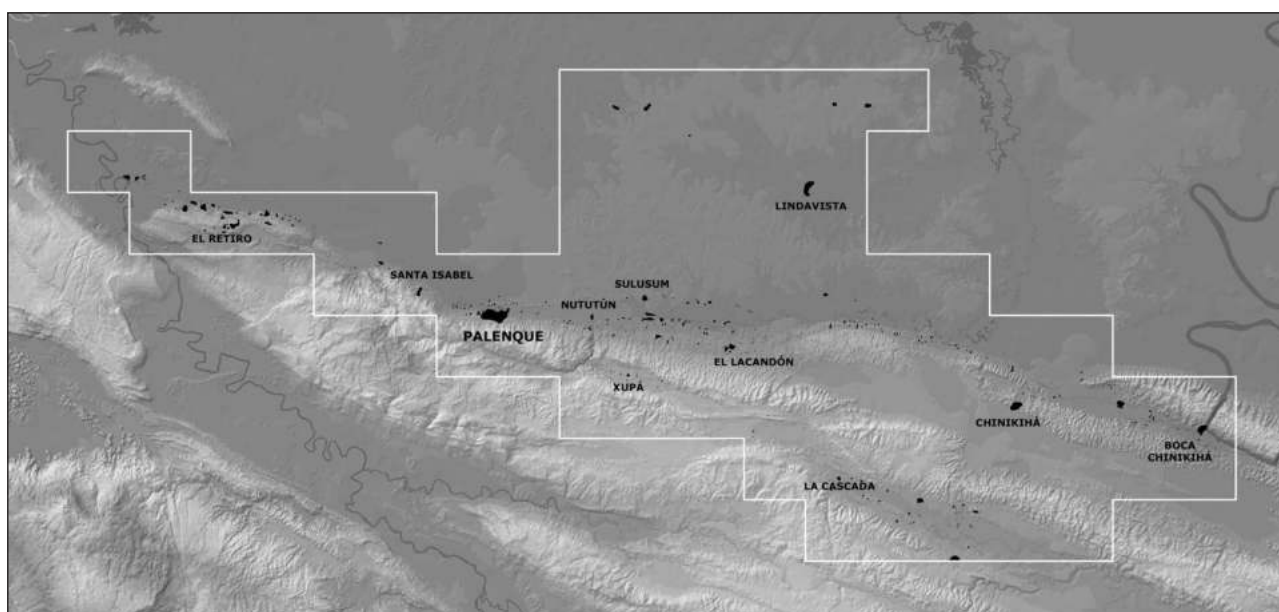 LINDAVISTA
EL RETIRO
SANTA ISABEL
SULUSUM
NUTUTÚN
PALENQUE
EL LACANDÓN
XUPÁ
CHINIKIHÁ
BOCA
CHINIKIHÁ
LA CASCADA